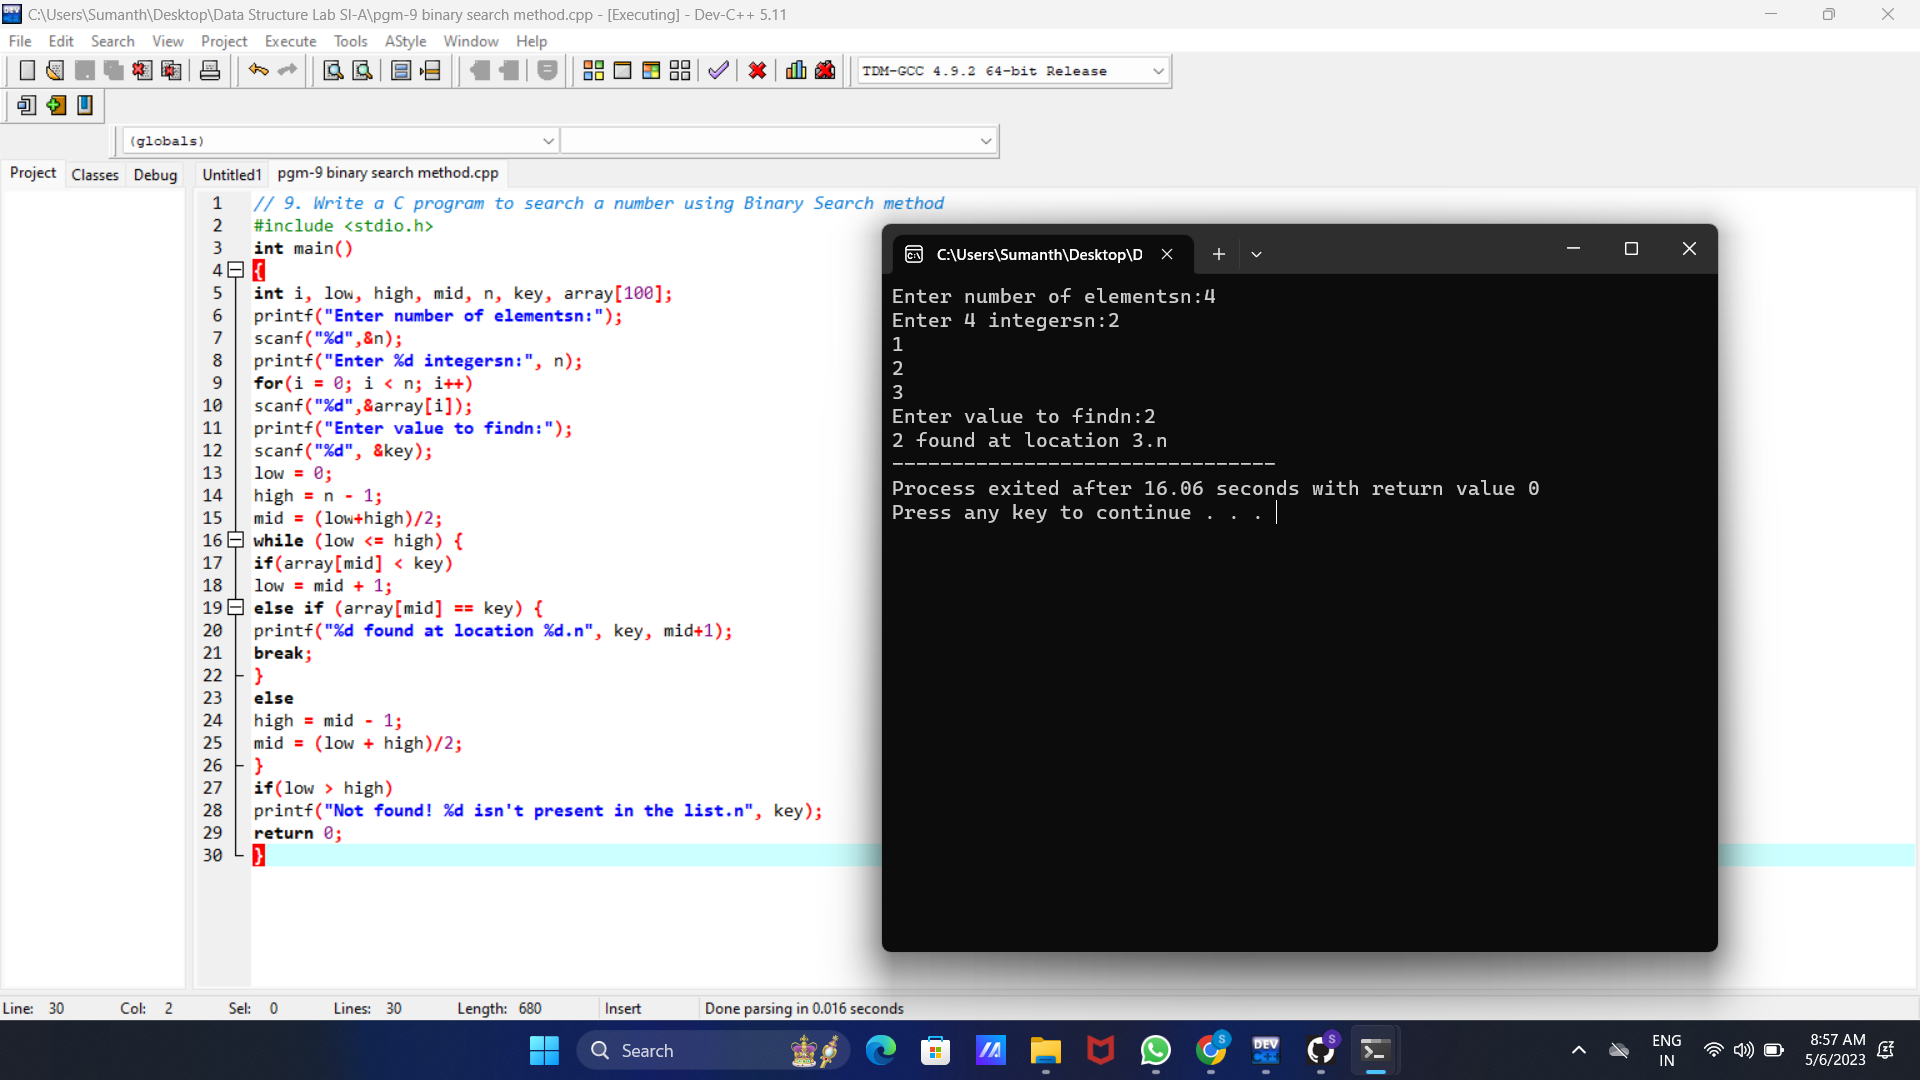 C:\Users\Sumanth\Desktop\Data Structure Lab SI-A\pgm-9 binary search method.cpp - [Executing] - Dev-C++ 5.11
File Edit Search View Project Execute Tools AStyle Window Help
TDM-GCC 4.9.2 64-bit Release
(globals)
Project Classes Debug Untitled1 pgm-9 binary search method.cpp
1 // 9. Write a C program to search a number using Binary Search method
2 #include <stdio.h>
3 int main()
4 {
5 int i, low, high, mid, n, key, array[100];
6 printf("Enter number of elementsn:");
7 scanf("%d",&n);
8 printf("Enter %d integersn:", n);
9 for(i = 0; i < n; i++)
10 scanf("%d",&array[i]);
11 printf("Enter value to findn:");
12 scanf("%d", &key);
13 low = 0;
14 high = n - 1;
15 mid = (low+high)/2;
16 while (low <= high) {
17 if(array[mid] < key)
18 low = mid + 1;
19 else if (array[mid] == key) {
20 printf("%d found at location %d.n", key, mid+1);
21 break;
22 }
23 else
24 high = mid - 1;
25 mid = (low + high)/2;
26 }
27 if(low > high)
28 printf("Not found! %d isn't present in the list.n", key);
29 return 0;
30 }
C:\Users\Sumanth\Desktop\D
Enter number of elementsn:4
Enter 4 integersn:2
1
2
3
Enter value to findn:2
2 found at location 3.n
--------------------------------
Process exited after 16.06 seconds with return value 0
Press any key to continue . . .
Line: 30 Col: 2 Sel: 0 Lines: 30 Length: 680 Insert Done parsing in 0.016 seconds
Search
DEV
S
S
ENG
IN
8:57 AM
5/6/2023